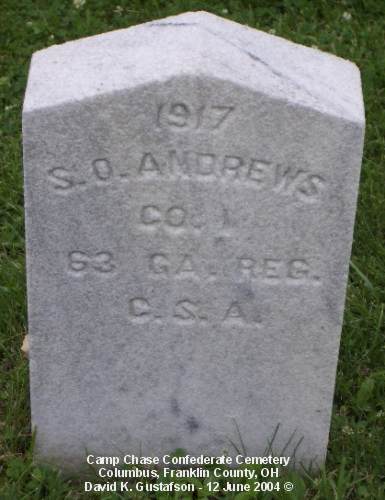 1917
S. O. ANDREWS
CO. I
63 GA. REG.
C. S. A.
Camp Chase Confederate Cemetery
Columbus, Franklin County, OH
David K. Gustafson - 12 June 2004 ©